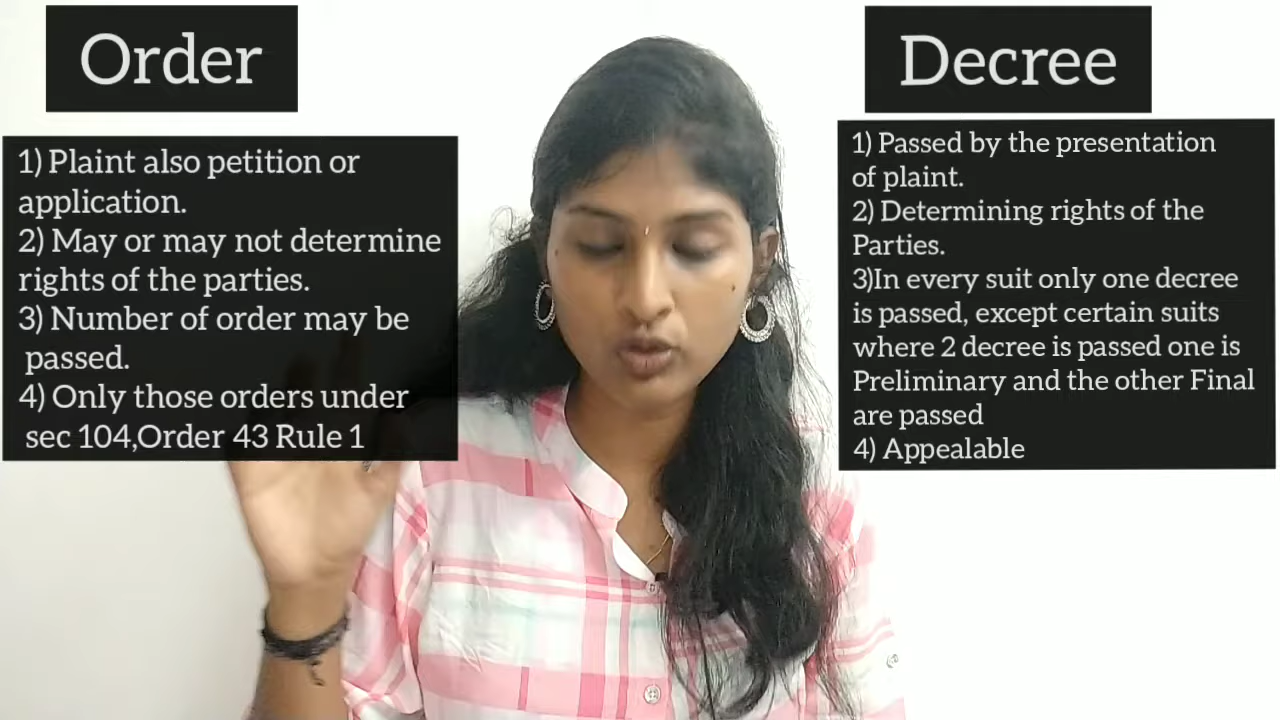 Order
1) Plaint also petition or
application.
2) May or may not determine
rights of the parties.
3) Number of order may be
passed.
4) Only those orders under
sec 104,Order 43 Rule 1
Decree
1) Passed by the presentation
of plaint.
2) Determining rights of the
Parties.
3)In every suit only one decree
is passed, except certain suits
where 2 decree is passed one is
Preliminary and the other Final
are passed
4) Appealable